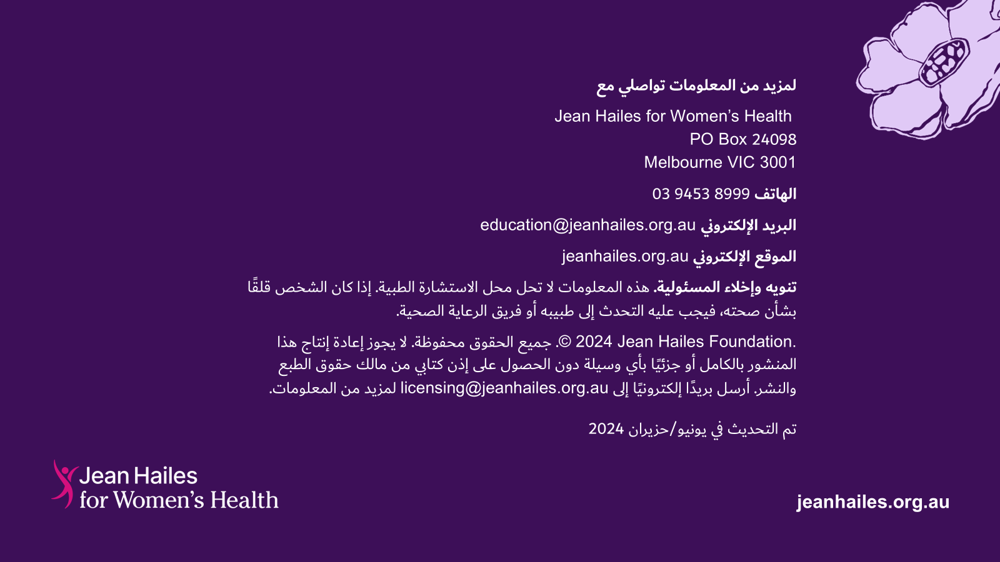 لمزيد من المعلومات تواصلي مع
Jean Hailes for Women’s Health
PO Box 24098
Melbourne VIC 3001
الهاتف 03 9453 8999
البريد الإلكتروني education@jeanhailes.org.au
الموقع الإلكتروني jeanhailes.org.au
تنويه وإخلاء المسئولية. هذه المعلومات لا تحل محل الاستشارة الطبية. إذا كان الشخص قلقًا
بشأن صحته، فيجب عليه التحدث إلى طبيبه أو فريق الرعاية الصحية.
.2024 Jean Hailes Foundation ©. جميع الحقوق محفوظة. لا يجوز إعادة إنتاج هذا
المنشور بالكامل أو جزئيًا بأي وسيلة دون الحصول على إذن كتابي من مالك حقوق الطبع
والنشر. أرسل بريدًا إلكترونيًا إلى licensing@jeanhailes.org.au لمزيد من المعلومات.
تم التحديث في يونيو/حزيران 2024
Jean Hailes
for Women’s Health
jeanhailes.org.au